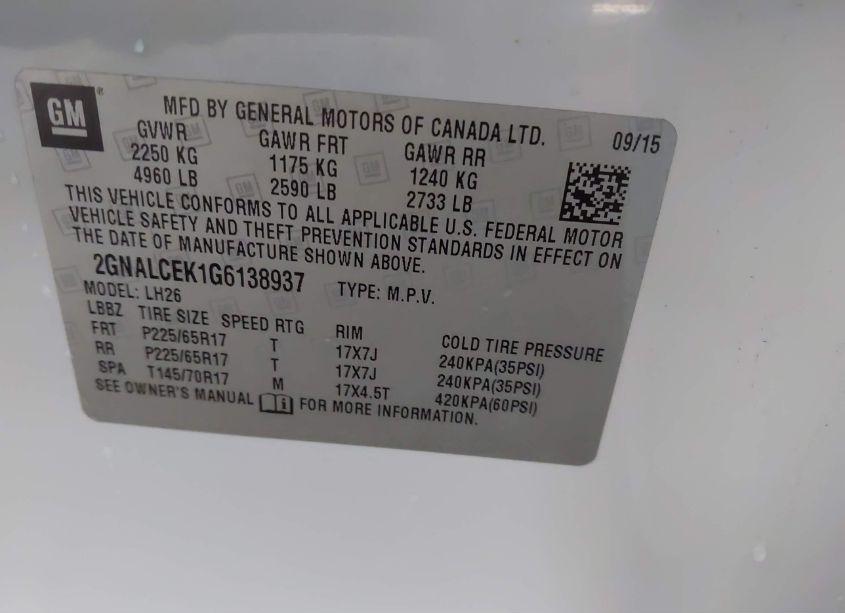 GM®
MFD BY GENERAL MOTORS OF CANADA LTD.
09/15
GVWR GAWR FRT GAWR RR
2250 KG 1175 KG 1240 KG
4960 LB 2590 LB 2733 LB
THIS VEHICLE CONFORMS TO ALL APPLICABLE U.S. FEDERAL MOTOR
VEHICLE SAFETY AND THEFT PREVENTION STANDARDS IN EFFECT ON
THE DATE OF MANUFACTURE SHOWN ABOVE.
2GNALCEK1G6138937 TYPE: M.P.V.
MODEL: LH26
LBBZ TIRE SIZE SPEED RTG RIM COLD TIRE PRESSURE
FRT P225/65R17 T 17X7J 240KPA(35PSI)
RR P225/65R17 T 17X7J 240KPA(35PSI)
SPA T145/70R17 M 17X4.5T 420KPA(60PSI)
SEE OWNER'S MANUAL i FOR MORE INFORMATION.